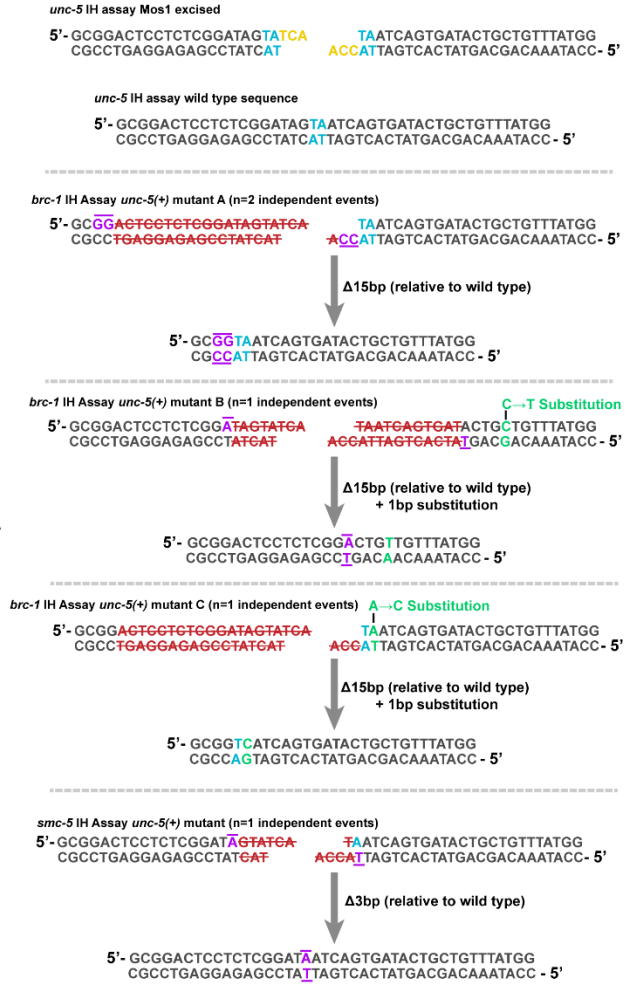 unc-5 IH assay Mos1 excised
5’- GCGGACTCCTCTCGGATAGTATCA TAATCAGTGATACTGCTGTTTATGG
CGCCTGAGGAGAGCCTATCAT ACCATTAGTCACTATGACGACAAATACC- 5’
unc-5 IH assay wild type sequence
5’- GCGGACTCCTCTCGGATAGTAATCAGTGATACTGCTGTTTATGG
CGCCTGAGGAGAGCCTATCATTAGTCACTATGACGACAAATACC- 5’
brc-1 IH Assay unc-5(+) mutant A (n=2 independent events)
5’- GCGGACTCCTCTCGGATAGTATCA TAATCAGTGATACTGCTGTTTATGG
CGCCTGAGGAGAGCCTATCAT ACCATTAGTCACTATGACGACAAATACC- 5’
Δ15bp (relative to wild type)
5’- GCGGTAATCAGTGATACTGCTGTTTATGG
CGCCATTAGTCACTATGACGACAAATACC - 5’
brc-1 IH Assay unc-5(+) mutant B (n=1 independent events)
C→T Substitution
5’- GCGGACTCCTCTCGGATAGTATCA TAATCAGTGATACTGCTGTTTATGG
CGCCTGAGGAGAGCCTATCAT ACCATTAGTCACTATGACGACAAATACC- 5’
Δ15bp (relative to wild type)
+ 1bp substitution
5’- GCGGACTCCTCTCGGACTGTTGTTTATGG
CGCCTGAGGAGAGCCTGACAACAAATACC - 5’
brc-1 IH Assay unc-5(+) mutant C (n=1 independent events)
A→C Substitution
5’- GCGGACTCCTCTCGGATAGTATCA TAATCAGTGATACTGCTGTTTATGG
CGCCTGAGGAGAGCCTATCAT ACCATTAGTCACTATGACGACAAATACC- 5’
Δ15bp (relative to wild type)
+ 1bp substitution
5’- GCGGTCATCAGTGATACTGCTGTTTATGG
CGCCAGTAGTCACTATGACGACAAATACC - 5’
smc-5 IH Assay unc-5(+) mutant (n=1 independent events)
5’- GCGGACTCCTCTCGGATAGTATCA TAATCAGTGATACTGCTGTTTATGG
CGCCTGAGGAGAGCCTATCAT ACCATTAGTCACTATGACGACAAATACC- 5’
Δ3bp (relative to wild type)
5’- GCGGACTCCTCTCGGATAATCAGTGATACTGCTGTTTATGG
CGCCTGAGGAGAGCCTATTAGTCACTATGACGACAAATACC - 5’